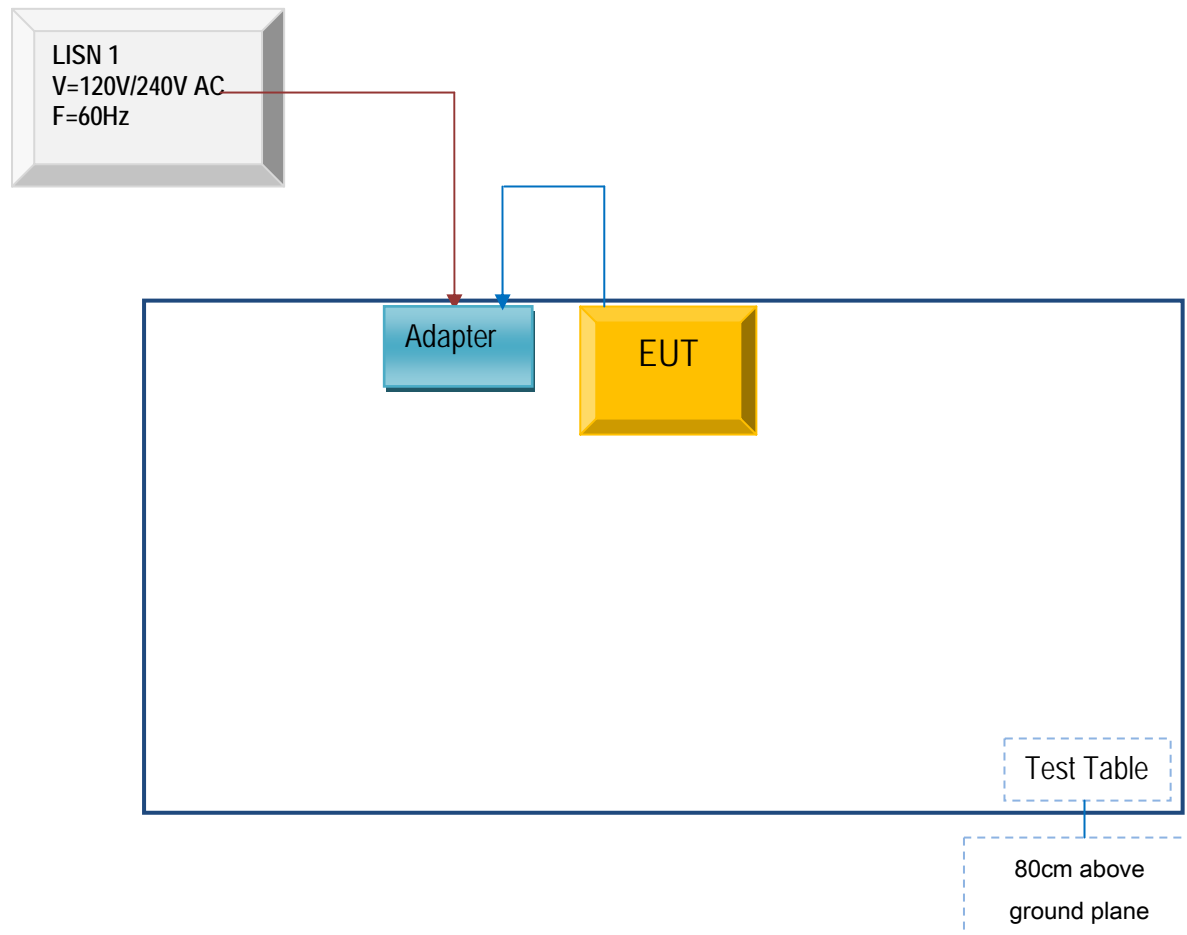 LISN 1
V=120V/240V AC
F=60Hz
Adapter
EUT
Test Table
80cm above
ground plane